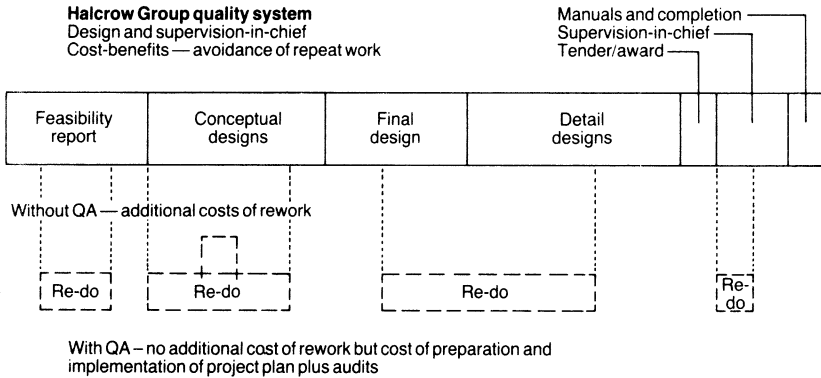 Halcrow Group quality system
Design and supervision-in-chief
Cost-benefits — avoidance of repeat work
Manuals and completion
Supervision-in-chief
Tender/award
Feasibility
report
Conceptual
designs
Final
design
Detail
designs
Without QA — additional costs of rework
Re-do
Re-do
Re-do
Re-
do
With QA – no additional cost of rework but cost of preparation and
implementation of project plan plus audits